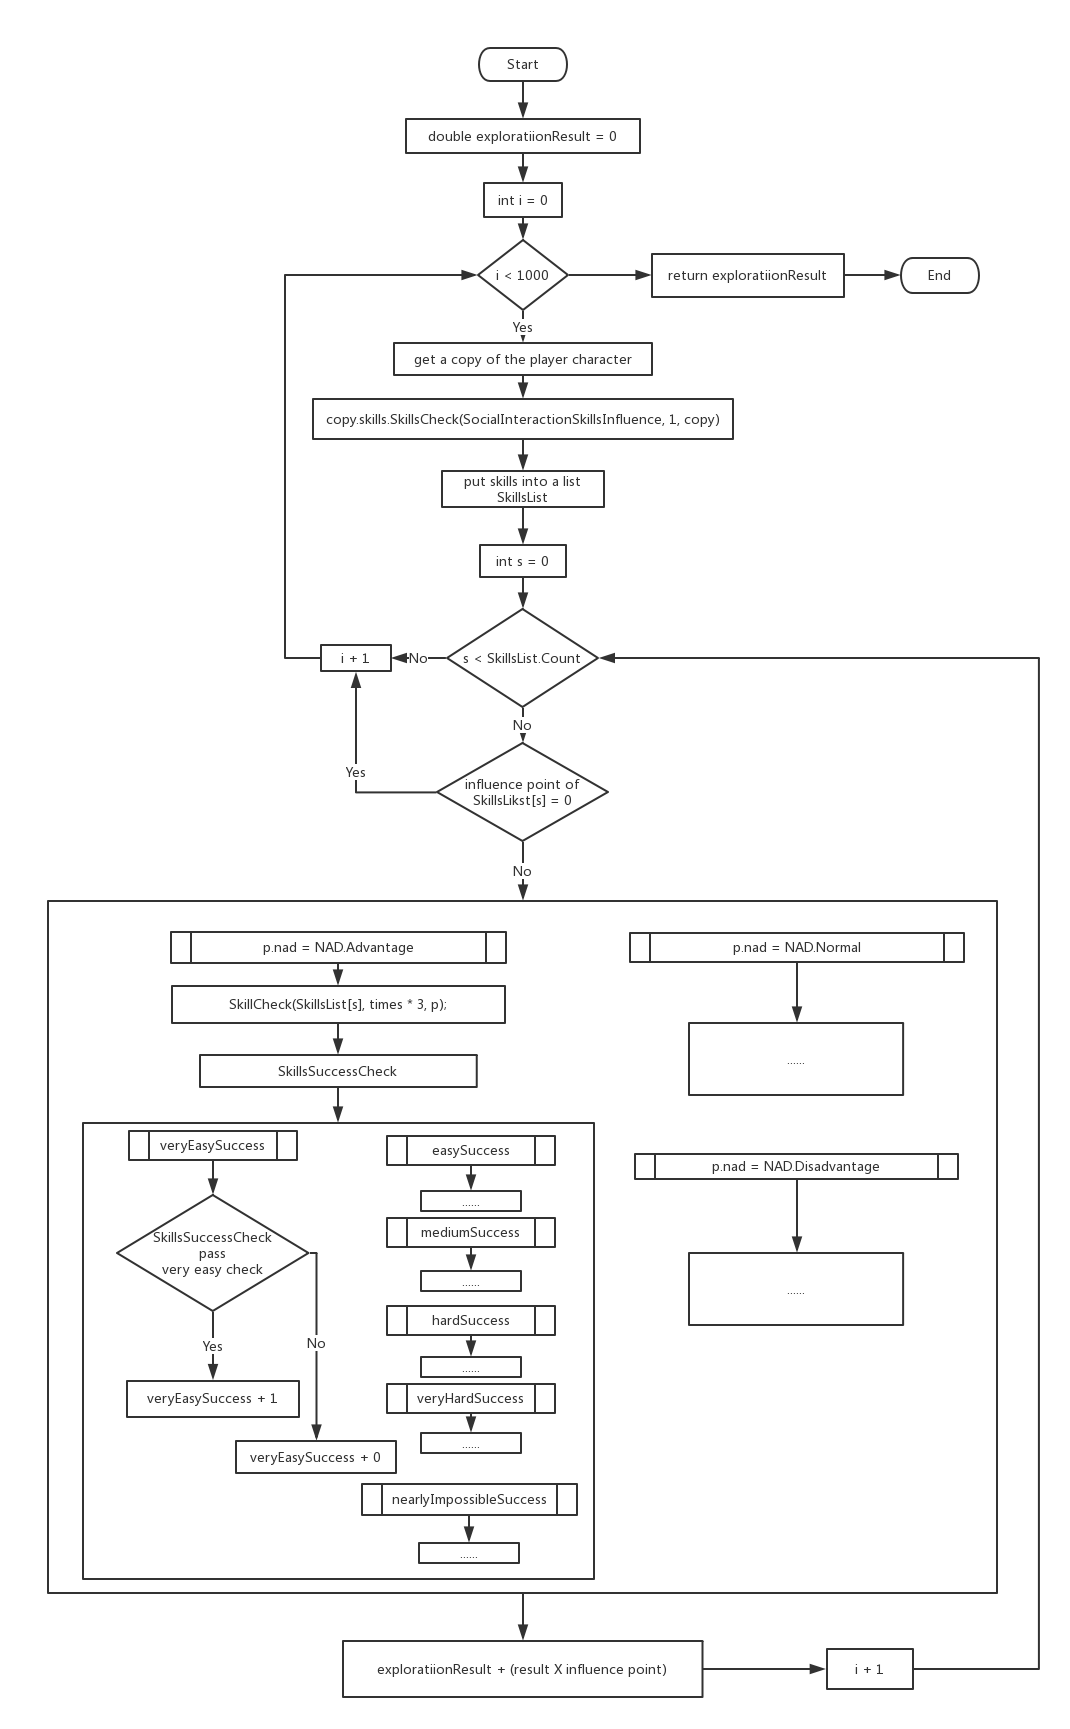 Start
double exploratiionResult = 0
int i = 0
i < 1000
return exploratiionResult
End
Yes
get a copy of the player character
copy.skills.SkillsCheck(SocialInteractionSkillsInfluence, 1, copy)
put skills into a list
SkillsList
int s = 0
i + 1
No
s < SkillsList.Count
No
Yes
influence point of
SkillsLikst[s] = 0
No
p.nad = NAD.Advantage
p.nad = NAD.Normal
SkillCheck(SkillsList[s], times * 3, p);
SkillsSuccessCheck
......
veryEasySuccess
easySuccess
p.nad = NAD.Disadvantage
......
mediumSuccess
SkillsSuccessCheck
pass
very easy check
......
......
hardSuccess
Yes
No
......
veryEasySuccess + 1
veryHardSuccess
......
veryEasySuccess + 0
nearlyImpossibleSuccess
......
exploratiionResult + (result X influence point)
i + 1